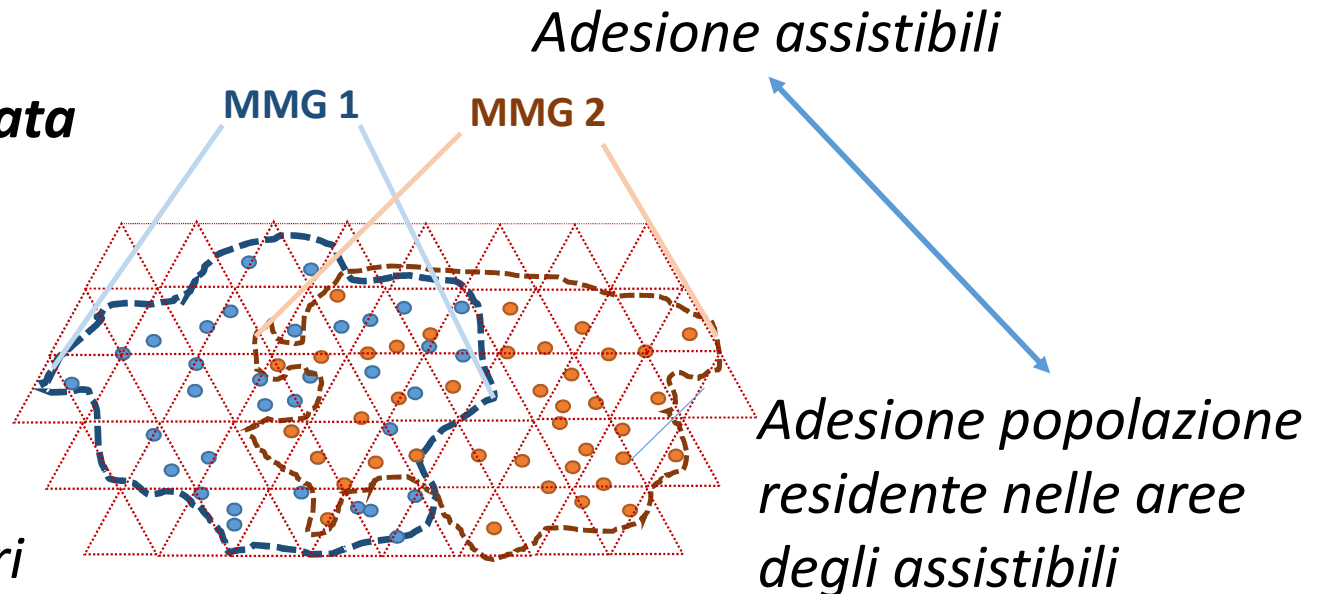 Adesione assistibili
MMG 1
MMG 2
ata
Adesione popolazione
residente nelle aree
degli assistibili
ri